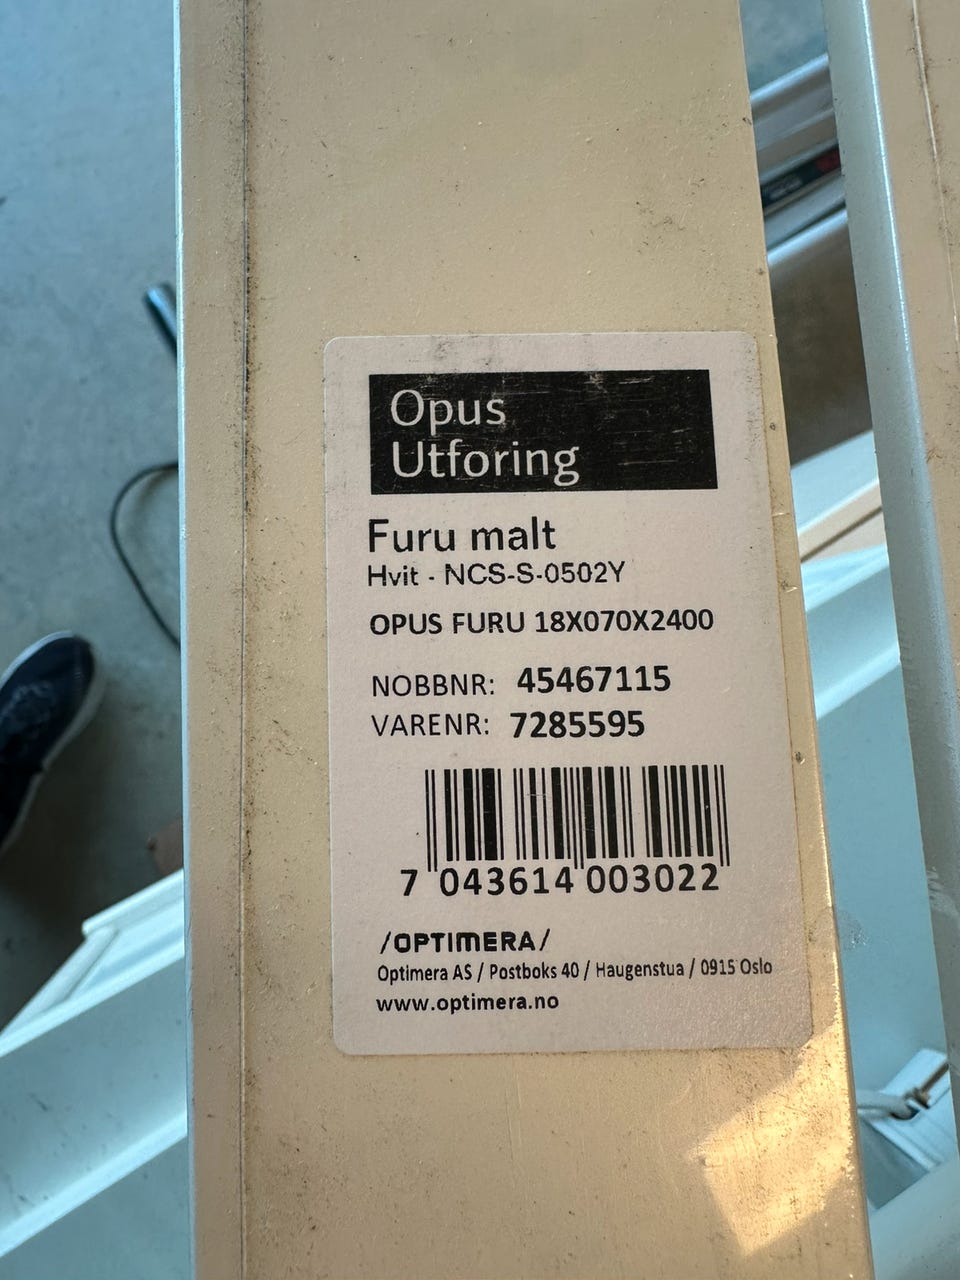 Opus
Utforing
Furu malt
Hvit - NCS-S-0502Y
OPUS FURU 18X070X2400
NOBBNR: 45467115
VARENR: 7285595
7 043614 003022
/OPTIMERA/
Optimera AS / Postboks 40 / Haugenstua / 0915 Oslo
www.optimera.no